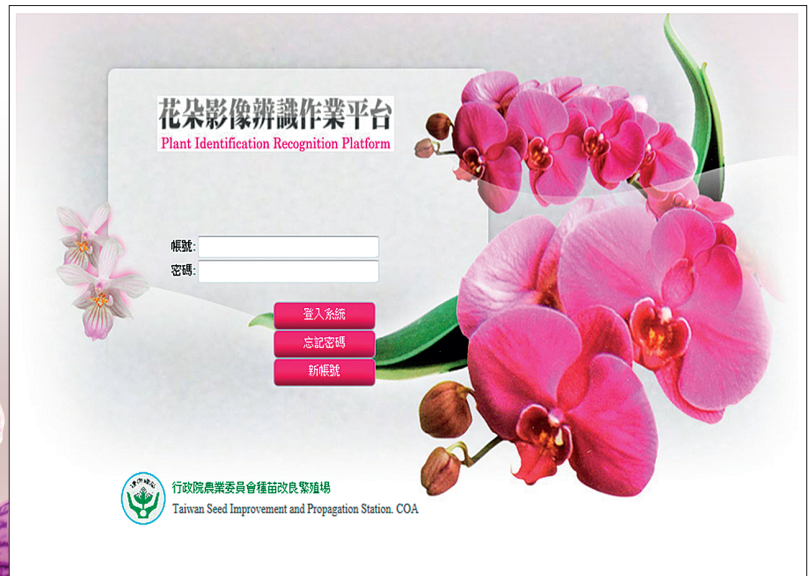 花朵影像辨識作業平台
Plant Identification Recognition Platform
帳號:
密碼:
登入系統
忘記密碼
新帳號
行政院農業委員會種苗改良繁殖場
Taiwan Seed Improvement and Propagation Station. COA